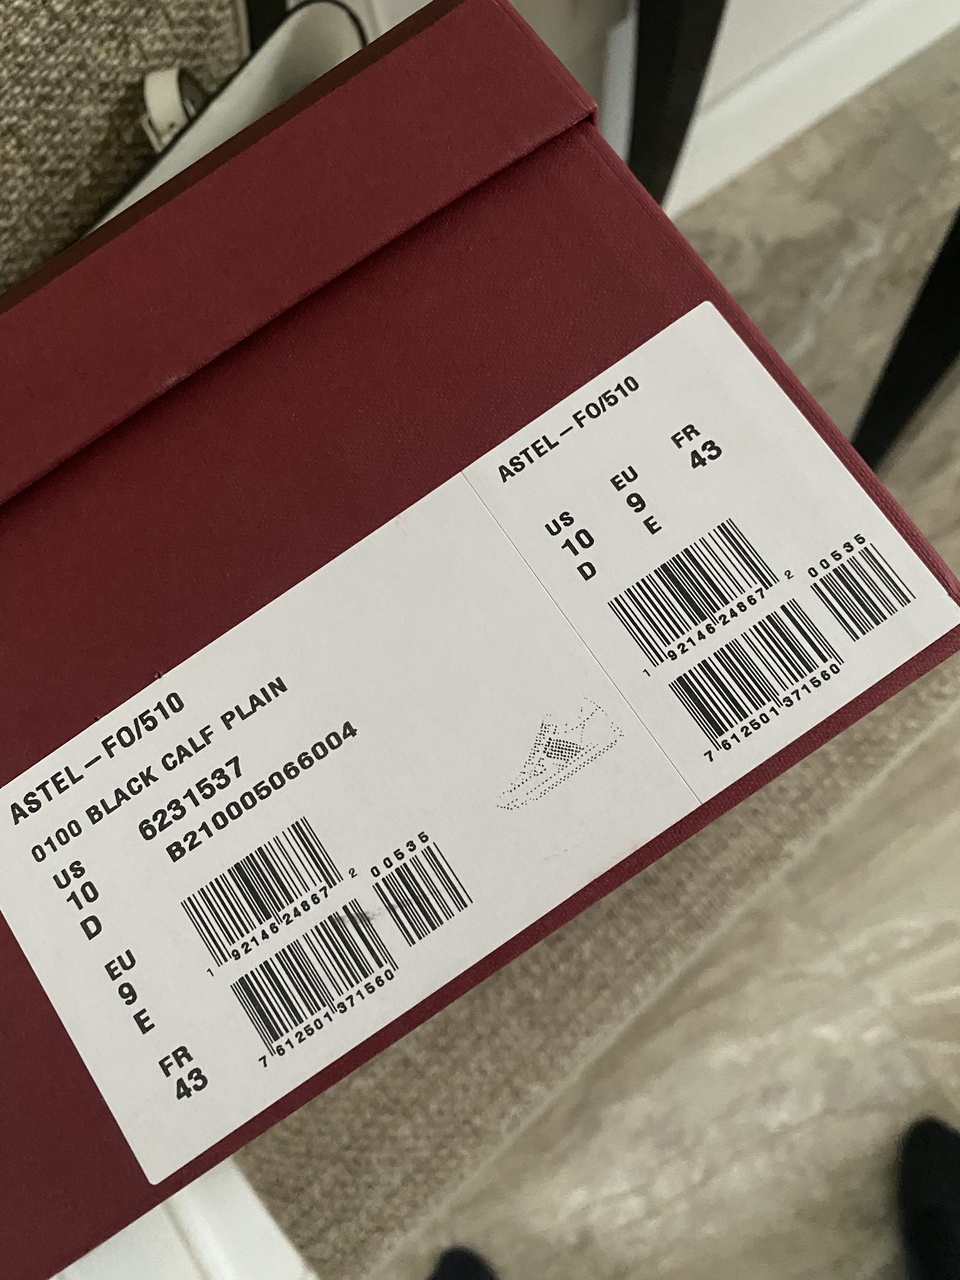 ASTEL–FO/510
0100 BLACK CALF PLAIN
6231537
B210005066004
US
10
D
EU
9
E
FR
43
1 92146 24867 2 00535
7 612501 371560
ASTEL–FO/510
US EU FR
10 9 43
D E
1 92146 24867 2 00535
7 612501 371560